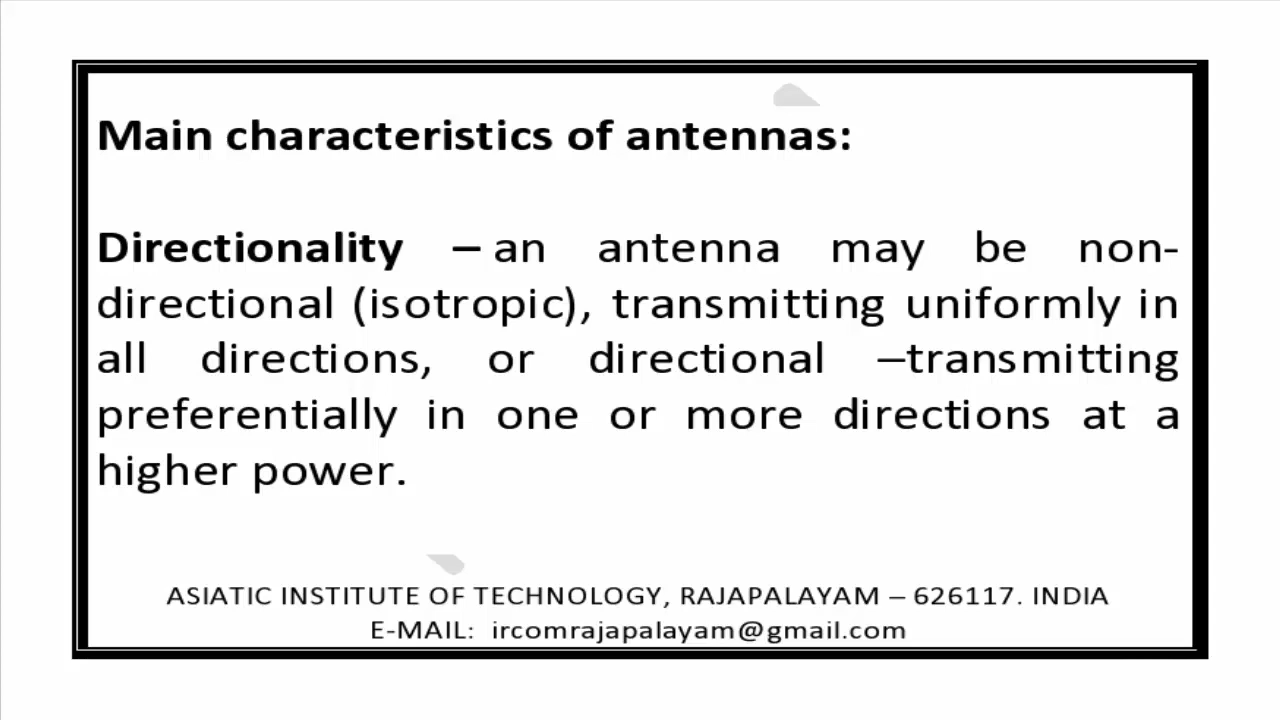 Main characteristics of antennas:
Directionality – an antenna may be non-
directional (isotropic), transmitting uniformly in
all directions, or directional –transmitting
preferentially in one or more directions at a
higher power.
ASIATIC INSTITUTE OF TECHNOLOGY, RAJAPALAYAM – 626117. INDIA
E-MAIL: ircomrajapalayam@gmail.com